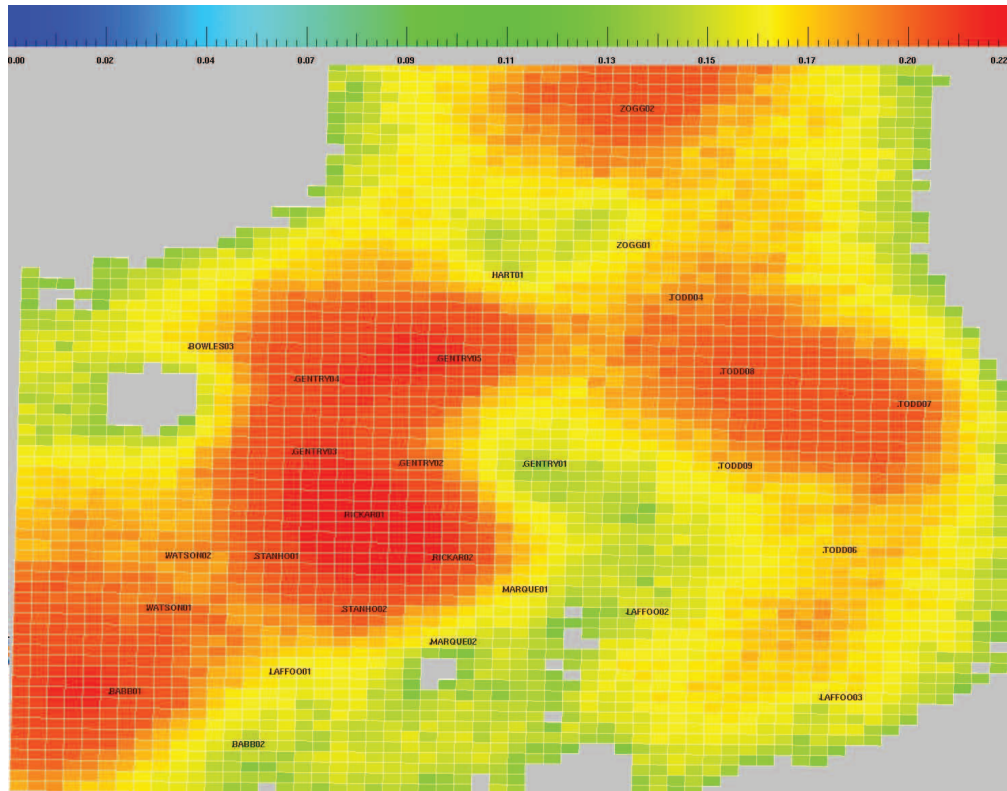 0.00 0.02 0.04 0.07 0.09 0.11 0.13 0.15 0.17 0.20 0.22
ZOGG02
ZOGG01
HART01
TODD04
BOWLES03
GENTRY05
TODD08
GENTRY04
TODD07
GENTRY03
GENTRY02
GENTRY01
TODD09
RICKAR01
TODD06
WATSON02
STANHO01
RICKAR02
MARQUE01
WATSON01
STANHO02
LAFFOO02
MARQUE02
LAFFOO01
BABB01
LAFFOO03
BABB02